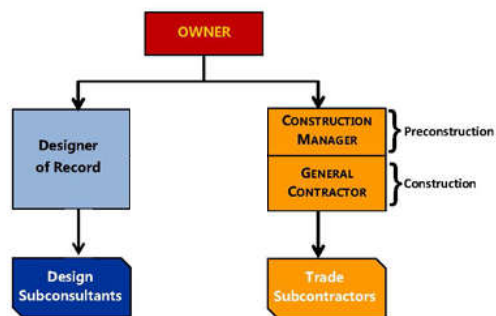 OWNER
Designer
of Record
CONSTRUCTION
MANAGER
Preconstruction
GENERAL
CONTRACTOR
Construction
Design
Subconsultants
Trade
Subcontractors